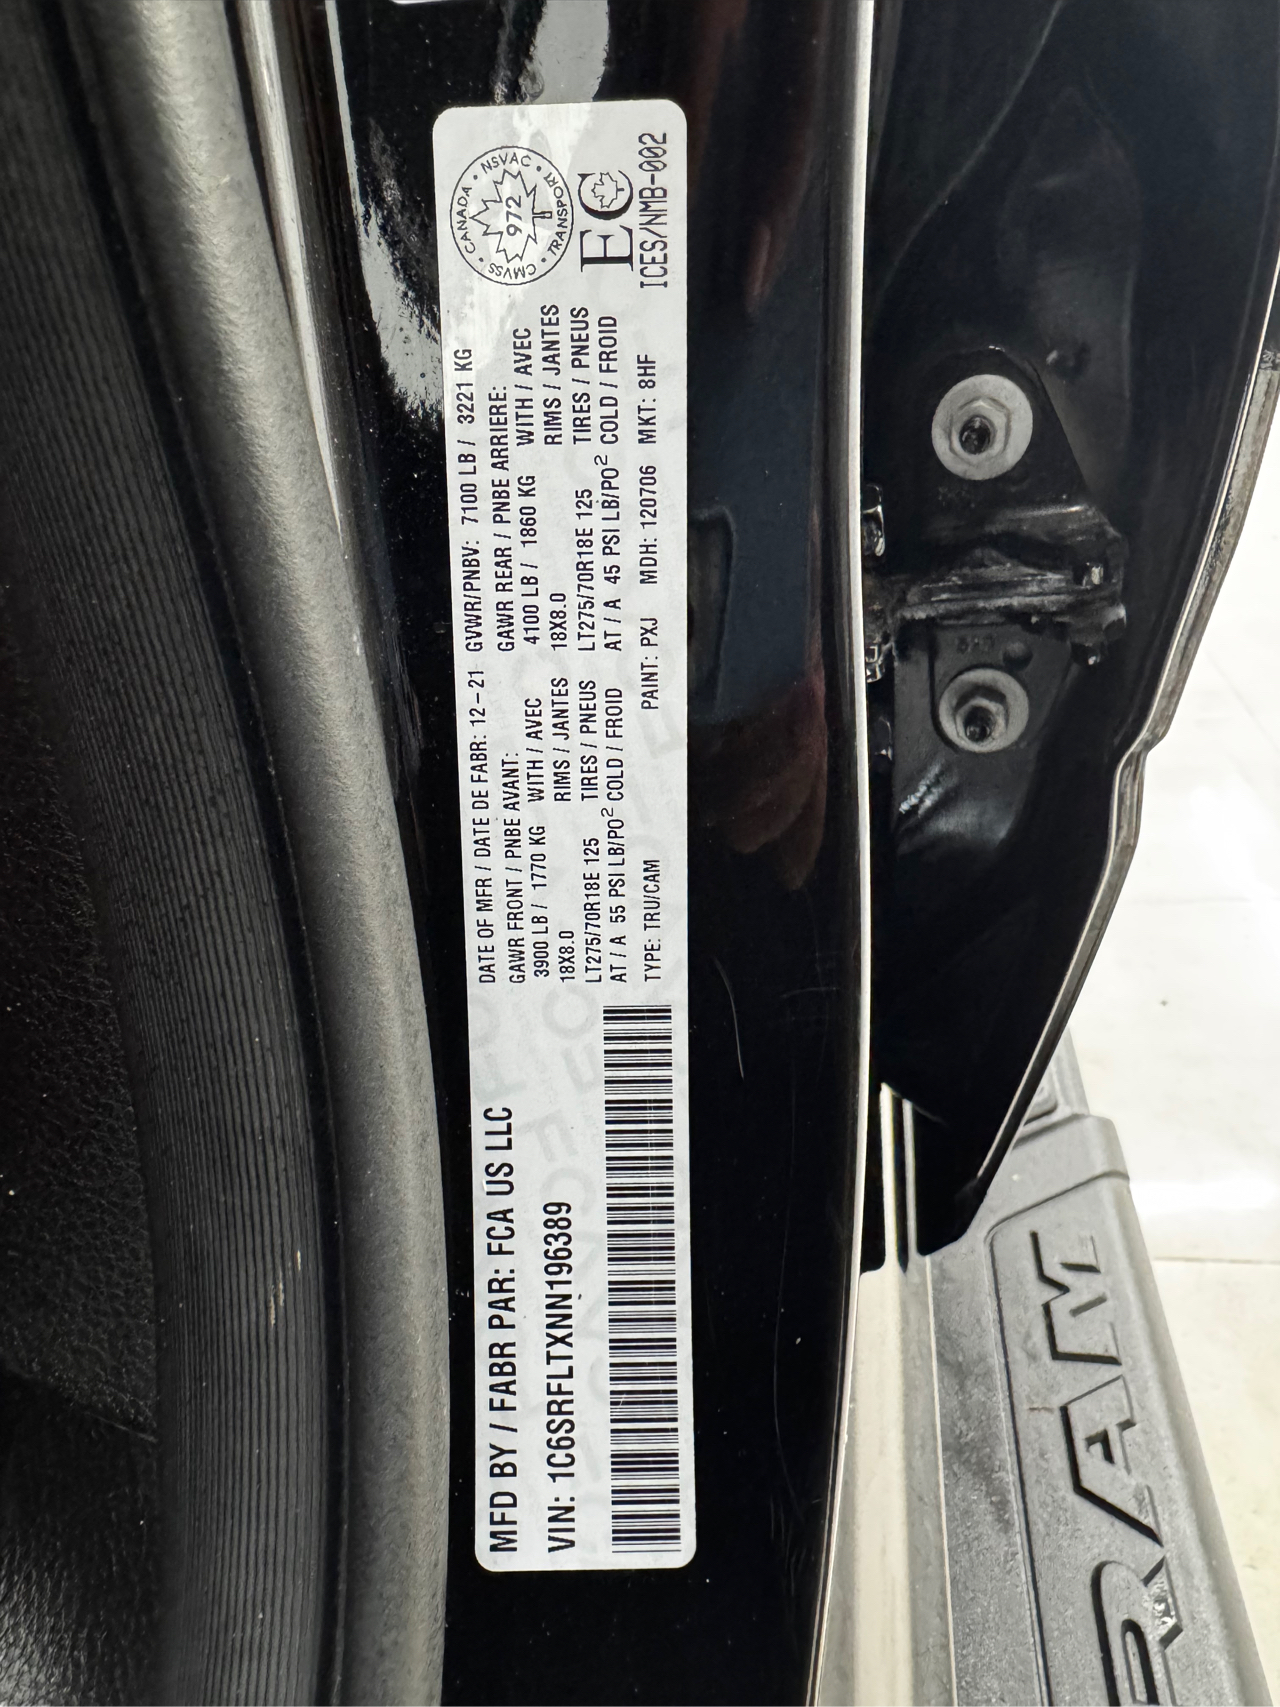 MFD BY / FABR PAR: FCA US LLC
VIN: 1C6SRFLTXNN196389
DATE OF MFR / DATE DE FABR: 12-21 GVWR/PNBV: 7100 LB / 3221 KG
GAWR FRONT / PNBE AVANT: GAWR REAR / PNBE ARRIERE:
3900 LB / 1770 KG WITH / AVEC 4100 LB / 1860 KG WITH / AVEC
18X8.0 RIMS / JANTES 18X8.0 RIMS / JANTES
LT275/70R18E 125 TIRES / PNEUS LT275/70R18E 125 TIRES / PNEUS
AT / A 55 PSI LB/PO² COLD / FROID AT / A 45 PSI LB/PO² COLD / FROID
TYPE: TRU/CAM PAINT: PXJ MDH: 120706 MKT: 8HF
CANADA · NSVAC · TRANSPORT · CMVSS ·
972
EC
ICES/NMB-002
RAM